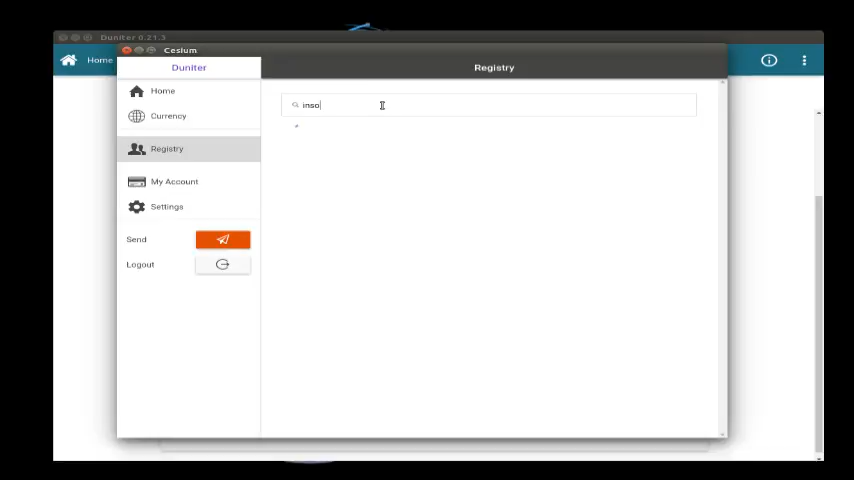 Duniter 0.21.3
Home
Cesium
Duniter
Registry
Home
Currency
Registry
My Account
Settings
Send
Logout
inso